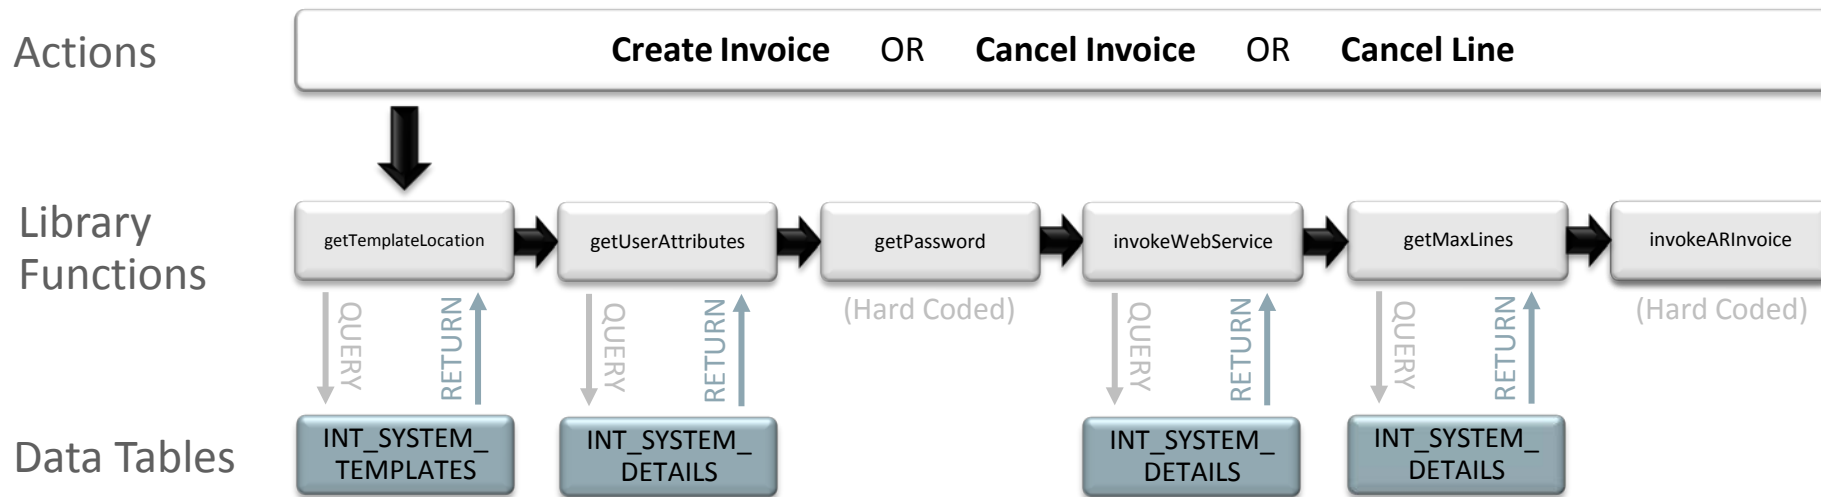 Actions
Create Invoice OR Cancel Invoice OR Cancel Line
Library
Functions
getTemplateLocation
getUserAttributes
getPassword
invokeWebService
getMaxLines
invokeARInvoice
(Hard Coded)
(Hard Coded)
QUERY
RETURN
QUERY
RETURN
QUERY
RETURN
QUERY
RETURN
Data Tables
INT_SYSTEM_
TEMPLATES
INT_SYSTEM_
DETAILS
INT_SYSTEM_
DETAILS
INT_SYSTEM_
DETAILS